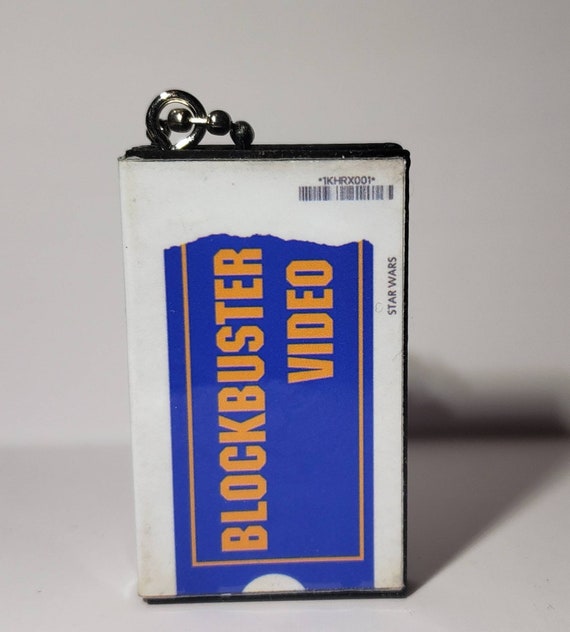 *1KHRX001*
STAR WARS
BLOCKBUSTER
VIDEO